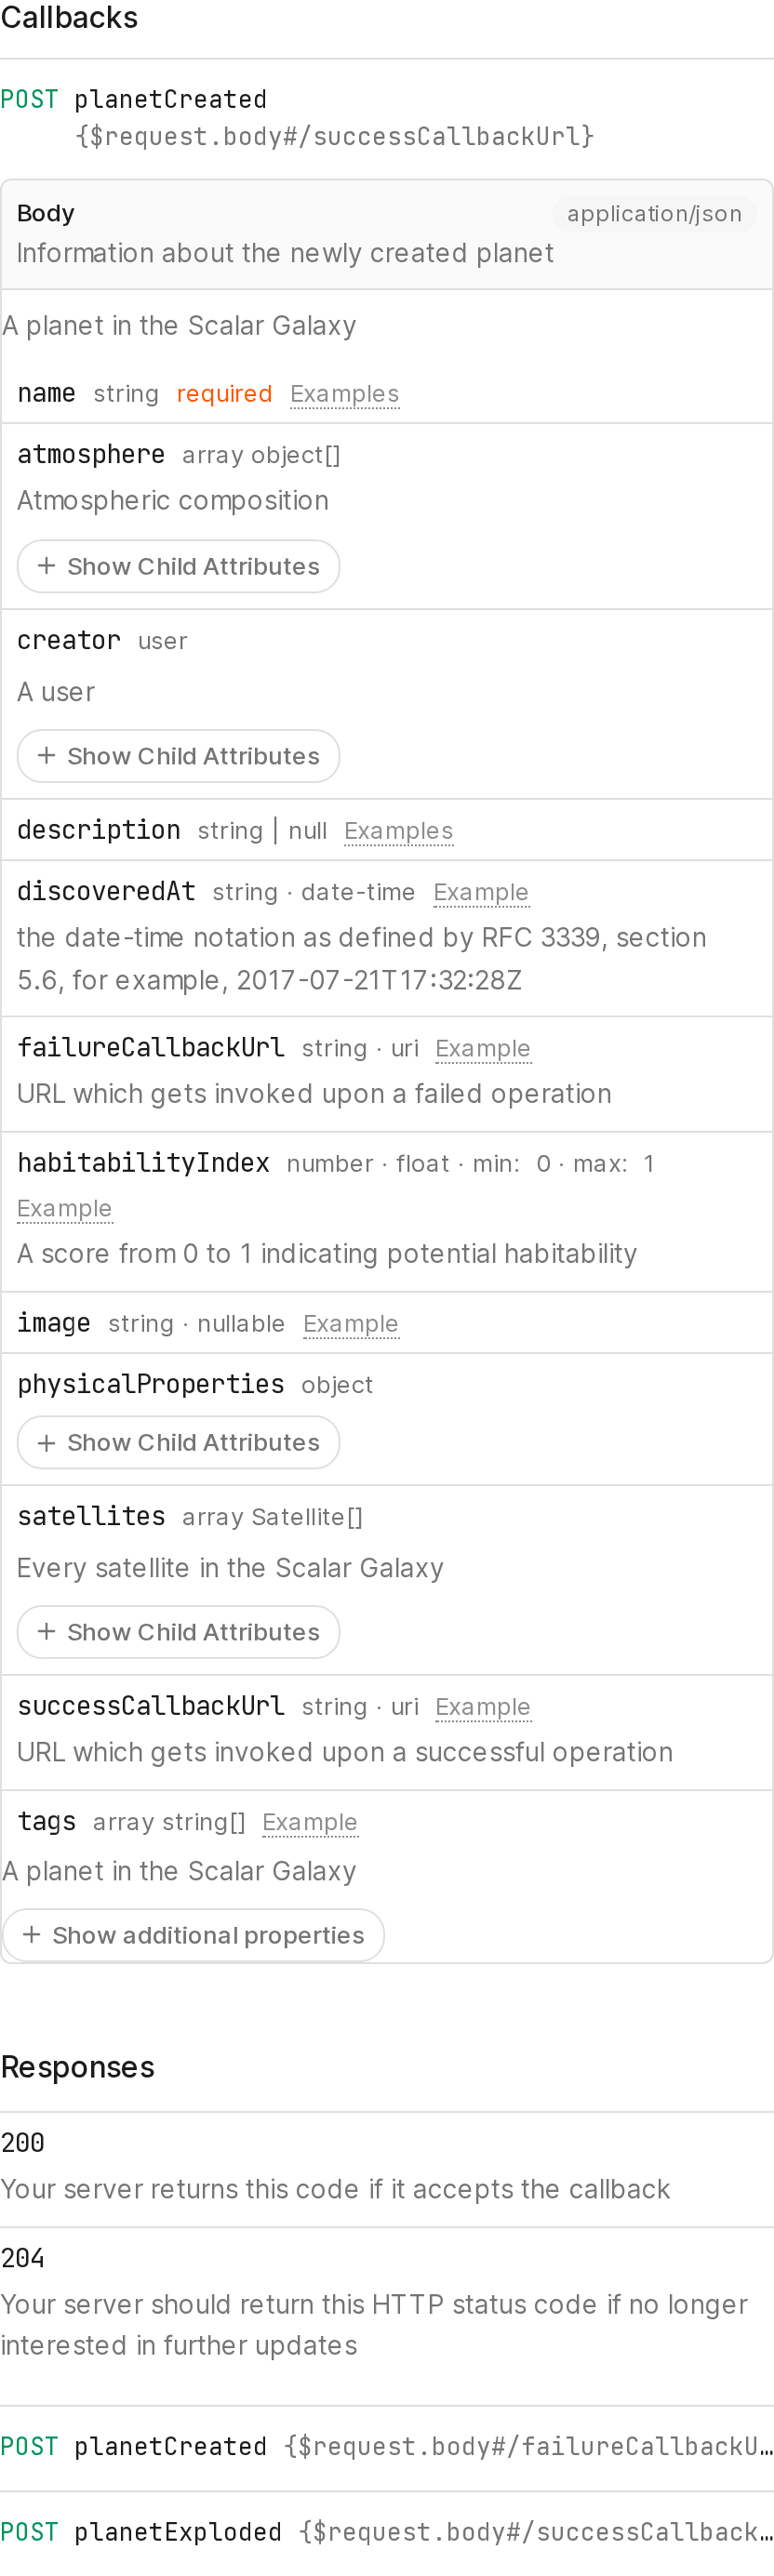 Callbacks
POST planetCreated
{$request.body#/successCallbackUrl}
Body application/json
Information about the newly created planet
A planet in the Scalar Galaxy
name string required Examples
atmosphere array object[]
Atmospheric composition
+ Show Child Attributes
creator user
A user
+ Show Child Attributes
description string | null Examples
discoveredAt string · date-time Example
the date-time notation as defined by RFC 3339, section
5.6, for example, 2017-07-21T17:32:28Z
failureCallbackUrl string · uri Example
URL which gets invoked upon a failed operation
habitabilityIndex number · float · min: 0 · max: 1
Example
A score from 0 to 1 indicating potential habitability
image string · nullable Example
physicalProperties object
+ Show Child Attributes
satellites array Satellite[]
Every satellite in the Scalar Galaxy
+ Show Child Attributes
successCallbackUrl string · uri Example
URL which gets invoked upon a successful operation
tags array string[] Example
A planet in the Scalar Galaxy
+ Show additional properties
Responses
200
Your server returns this code if it accepts the callback
204
Your server should return this HTTP status code if no longer
interested in further updates
POST planetCreated {$request.body#/failureCallbackU…
POST planetExploded {$request.body#/successCallback…